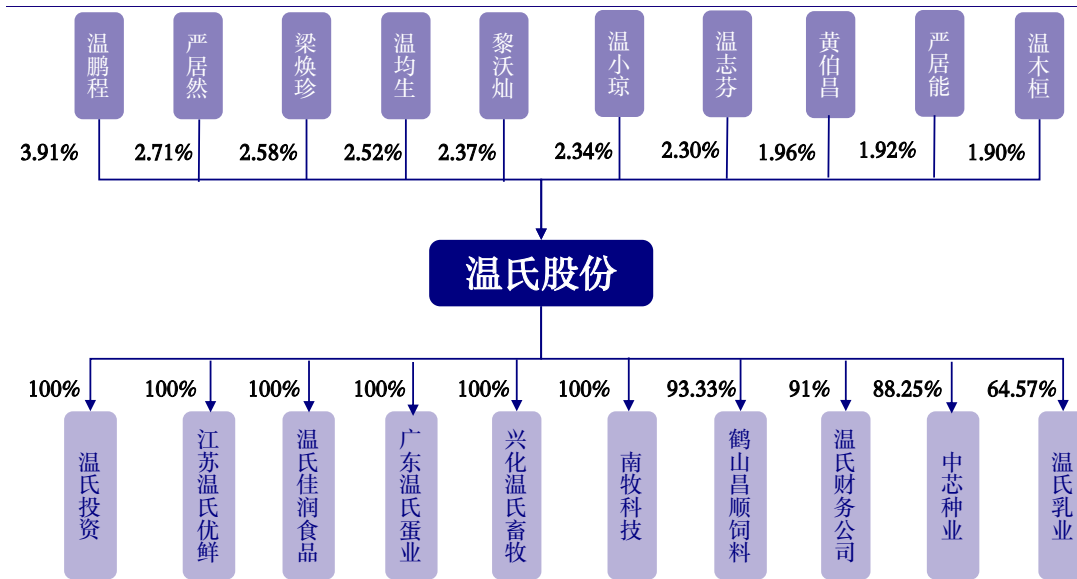 温鹏程
严居然
梁焕珍
温均生
黎沃灿
温小琼
温志芬
黄伯昌
严居能
温木桓
3.91%
2.71%
2.58%
2.52%
2.37%
2.34%
2.30%
1.96%
1.92%
1.90%
温氏股份
100%
100%
100%
100%
100%
100%
93.33%
91%
88.25%
64.57%
温氏投资
江苏温氏优鲜
温氏佳润食品
广东温氏蛋业
兴化温氏畜牧
南牧科技
鹤山昌顺饲料
温氏财务公司
中芯种业
温氏乳业